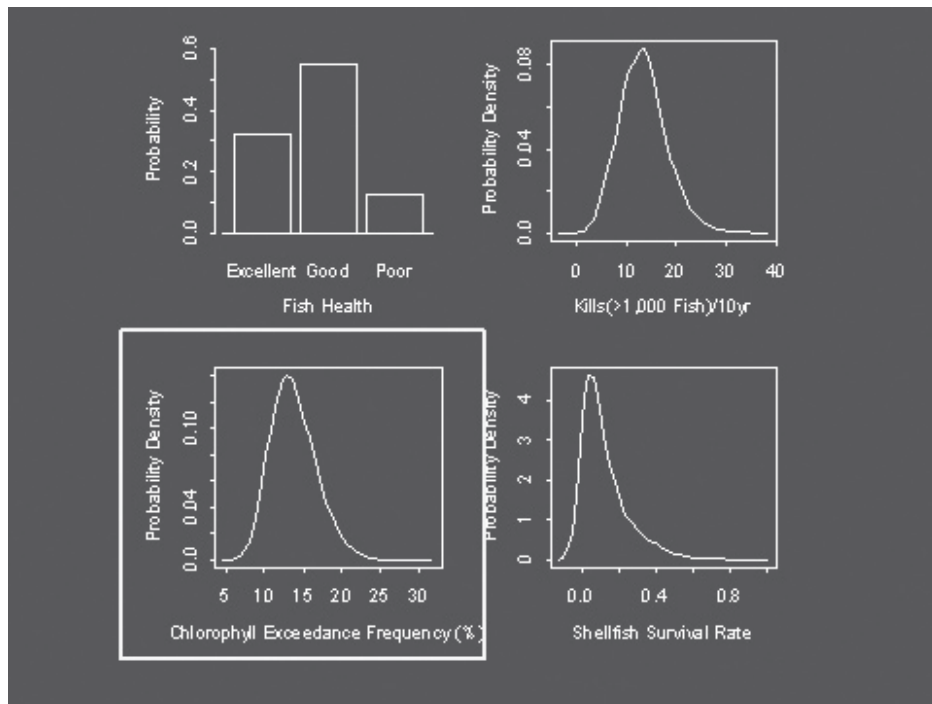 Probability
0.0 0.2 0.4 0.6
Excellent Good Poor
Fish Health
Probability Density
0.0 0.04 0.08
0 10 20 30 40
Kills(>1,000 Fish)/10yr
Probability Density
0.0 0.04 0.10
5 10 15 20 25 30
Chlorophyll Exceedance Frequency (%)
Probability Density
0 1 2 3 4
0.0 0.4 0.8
Shellfish Survival Rate